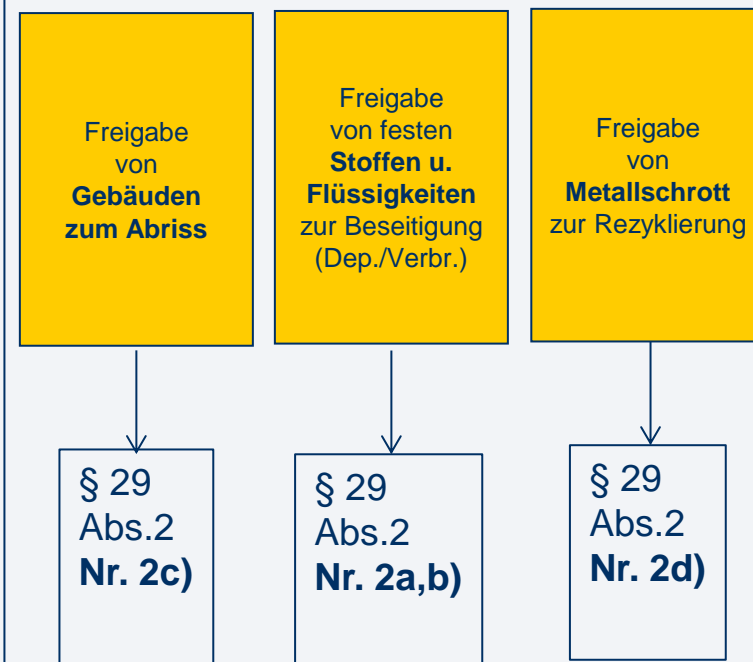 Freigabe
von
Gebäuden
zum Abriss
Freigabe
von festen
Stoffen u.
Flüssigkeiten
zur Beseitigung
(Dep./Verbr.)
Freigabe
von
Metallschrott
zur Rezyklierung
§ 29
Abs.2
Nr. 2c)
§ 29
Abs.2
Nr. 2a,b)
§ 29
Abs.2
Nr. 2d)